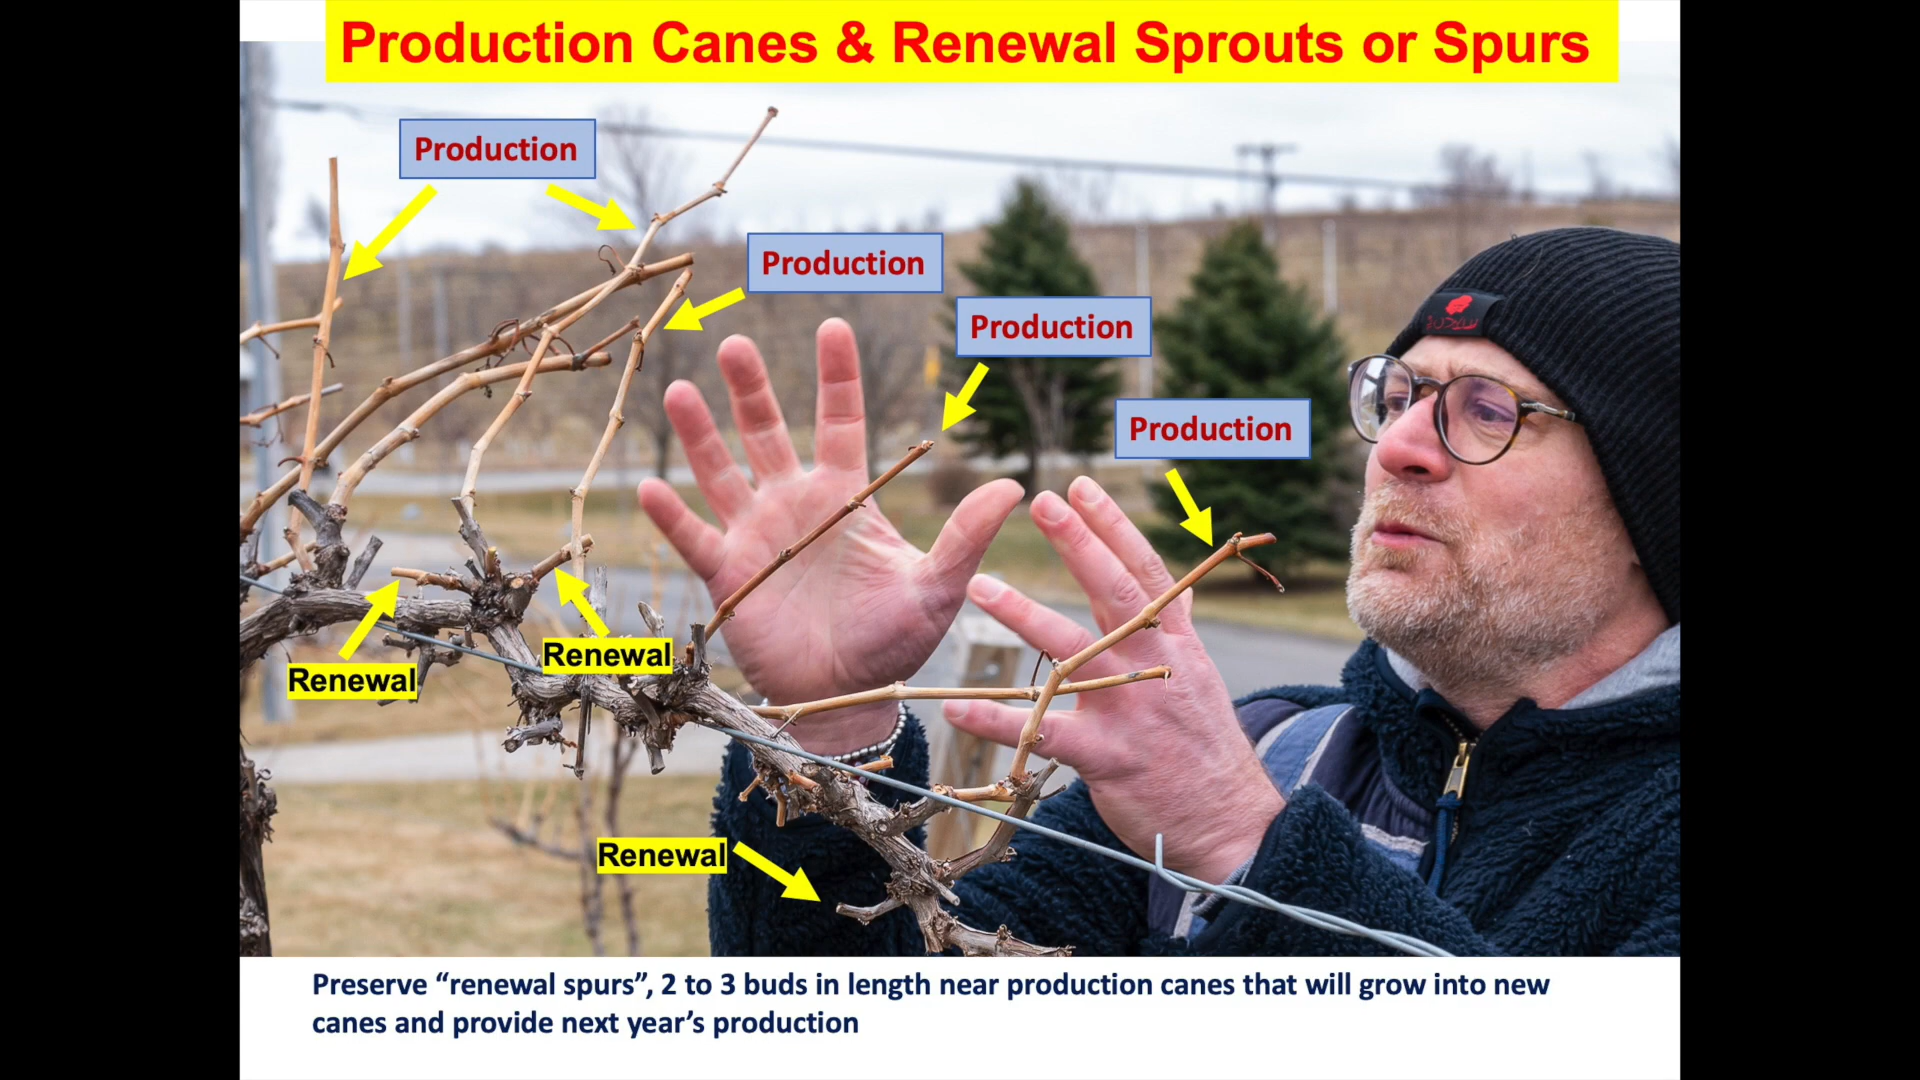 Production Canes & Renewal Sprouts or Spurs
Production
Production
Production
Production
Renewal
Renewal
Renewal
Preserve “renewal spurs”, 2 to 3 buds in length near production canes that will grow into new
canes and provide next year’s production